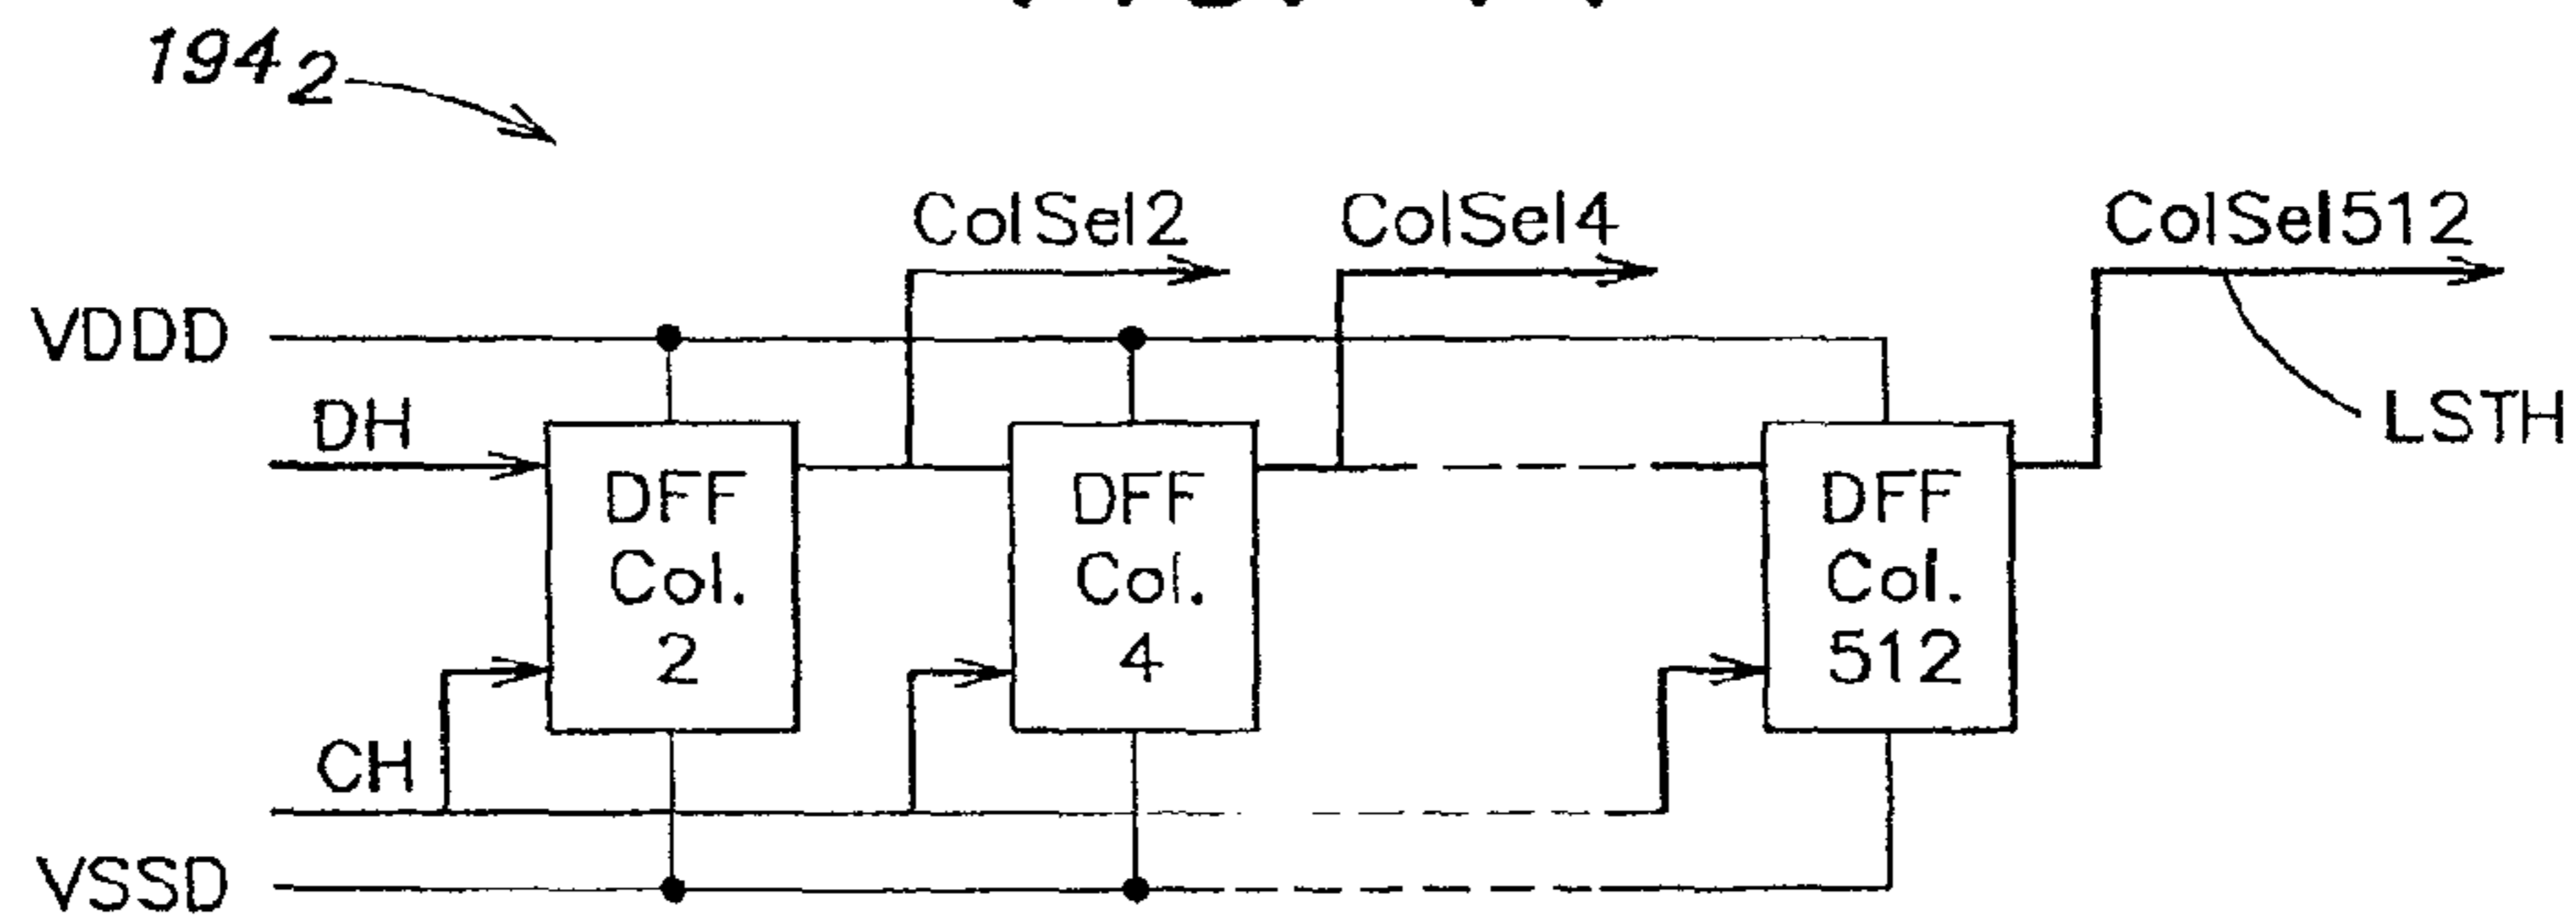 194₂
ColSel2 ColSel4 ColSel512
VDDD
LSTH
DH
DFF Col. 2
DFF Col. 4
DFF Col. 512
CH
VSSD